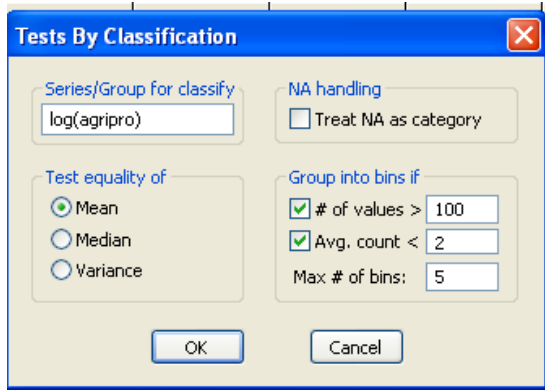 Tests By Classification
Series/Group for classify
log(agripro)
NA handling
Treat NA as category
Test equality of
Mean
Median
Variance
Group into bins if
# of values > 100
Avg. count < 2
Max # of bins: 5
OK
Cancel